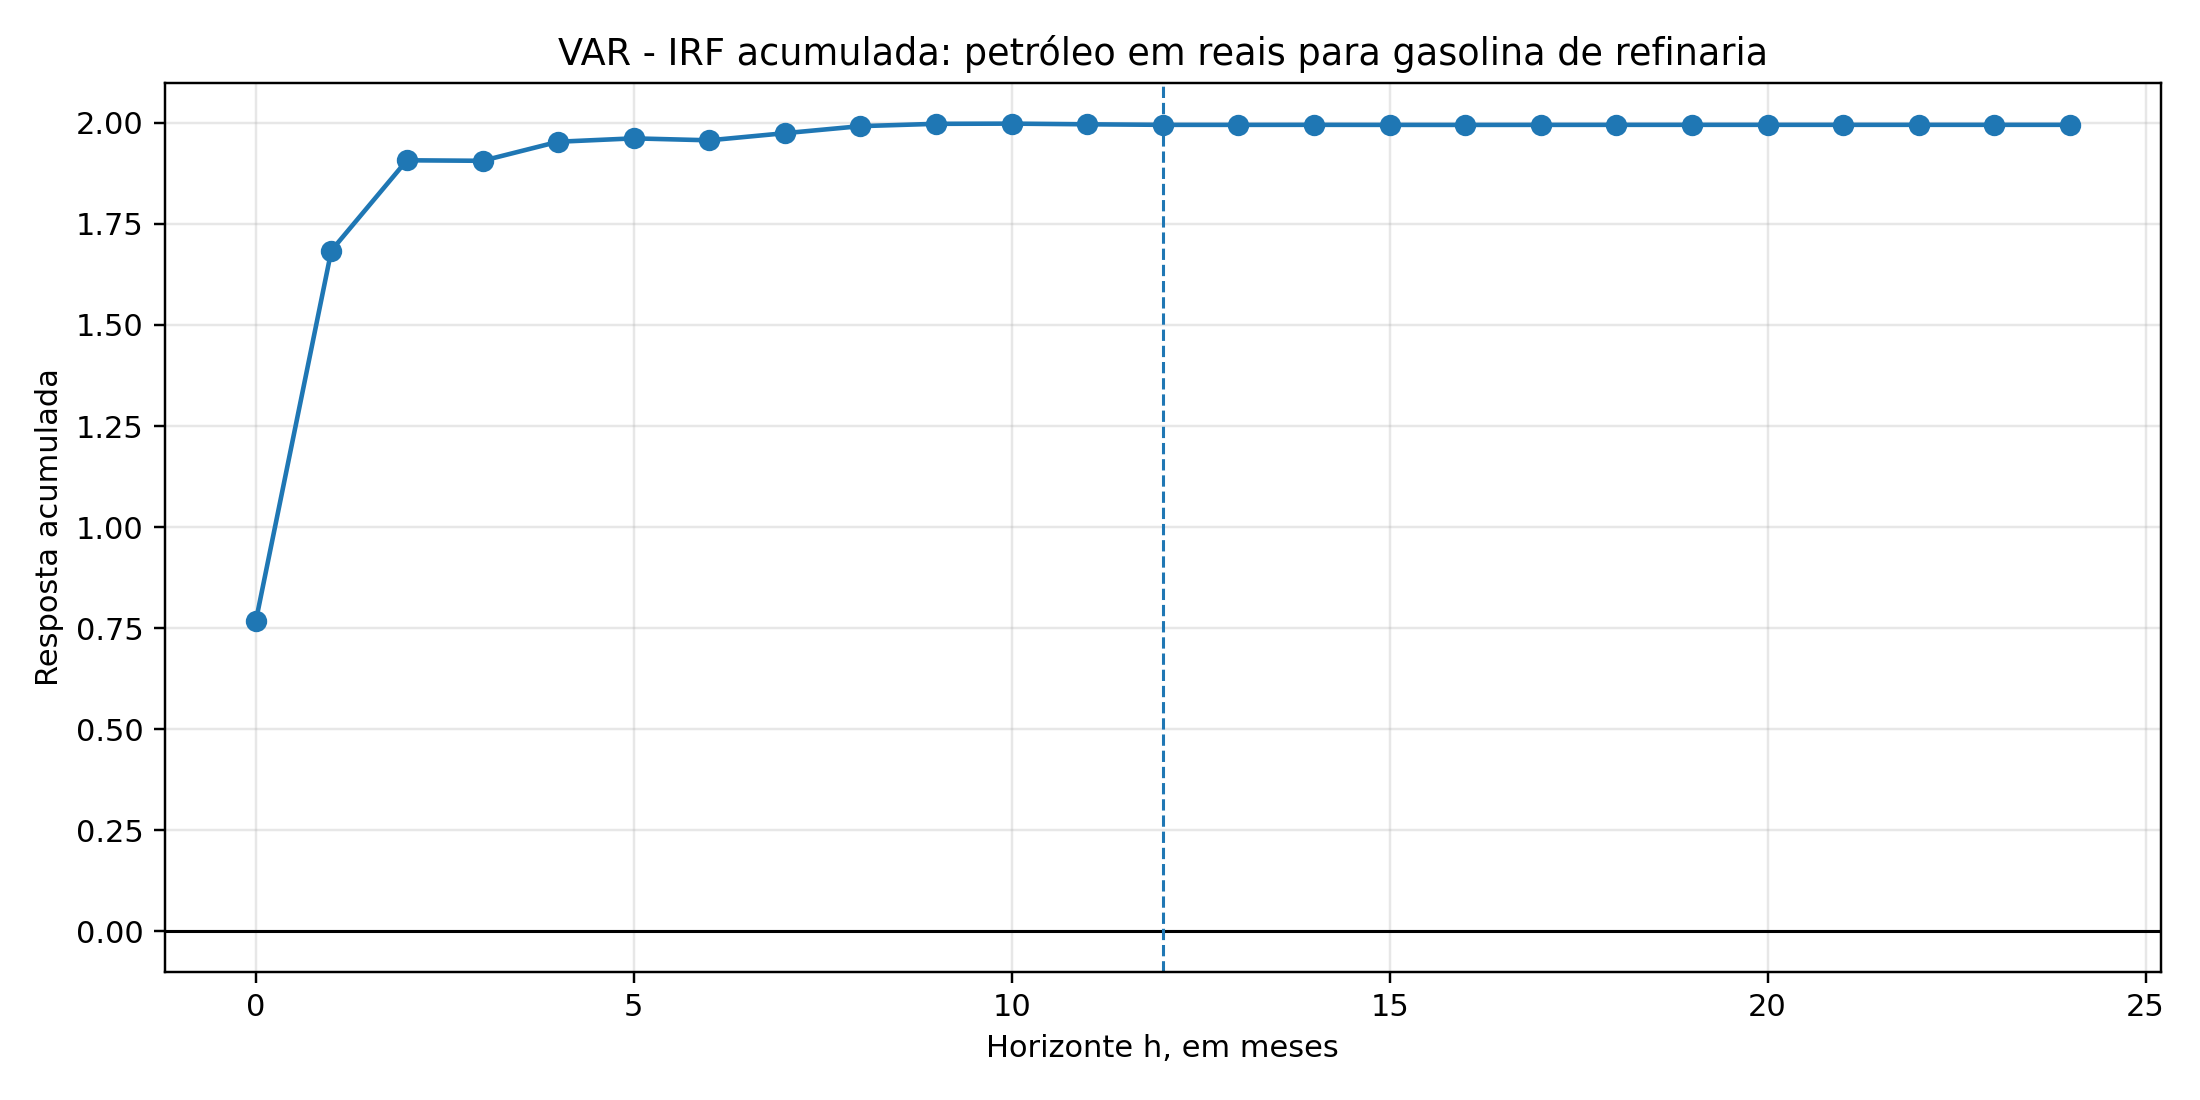 VAR - IRF acumulada: petróleo em reais para gasolina de refinaria
Resposta acumulada
2.00
1.75
1.50
1.25
1.00
0.75
0.50
0.25
0.00
0 5 10 15 20 25
Horizonte h, em meses